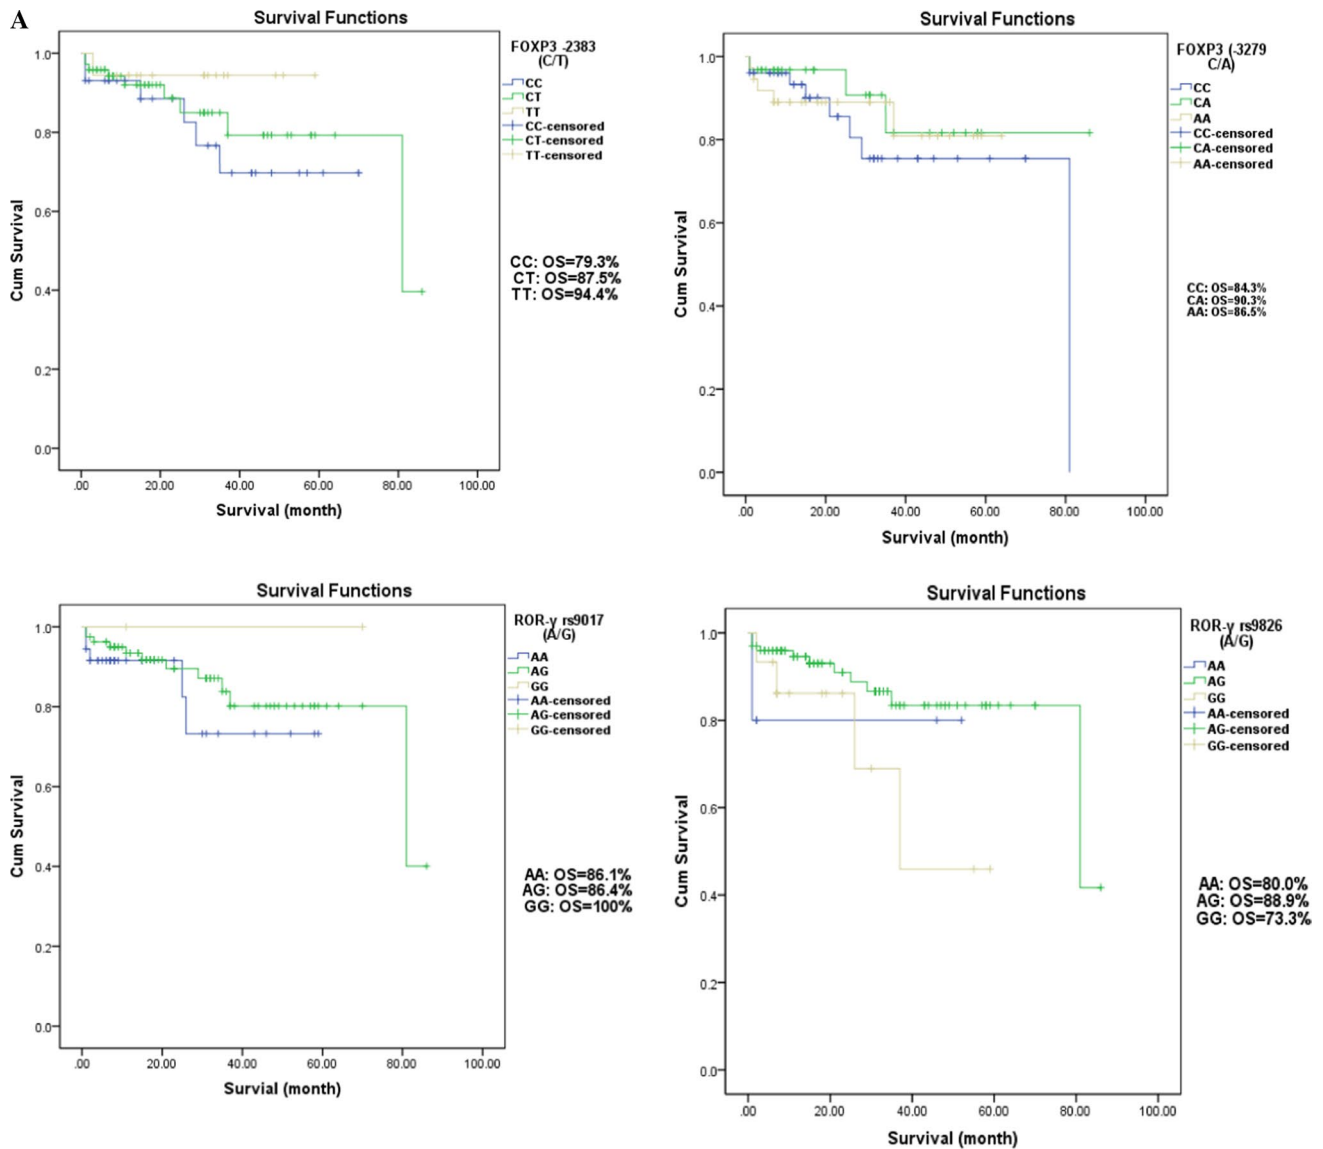 A
Survival Functions
FOXP3 -2383
(C/T)
CC
CT
TT
CC-censored
CT-censored
TT-censored
CC: OS=79.3%
CT: OS=87.5%
TT: OS=94.4%
Cum Survival
1.0
0.8
0.6
0.4
0.2
0.0
.00 20.00 40.00 60.00 80.00 100.00
Survival (month)
Survival Functions
FOXP3 (-3279
C/A)
CC
CA
AA
CC-censored
CA-censored
AA-censored
CC: OS=84.3%
CA: OS=90.3%
AA: OS=86.5%
Cum Survival
1.0
0.8
0.6
0.4
0.2
0.0
.00 20.00 40.00 60.00 80.00 100.00
Survival (month)
Survival Functions
ROR-γ rs9017
(A/G)
AA
AG
GG
AA-censored
AG-censored
GG-censored
AA: OS=86.1%
AG: OS=86.4%
GG: OS=100%
Cum Survival
1.0
0.8
0.6
0.4
0.2
0.0
.00 20.00 40.00 60.00 80.00 100.00
Survial (month)
Survival Functions
ROR-γ rs9826
(A/G)
AA
AG
GG
AA-censored
AG-censored
GG-censored
AA: OS=80.0%
AG: OS=88.9%
GG: OS=73.3%
Cum Survival
1.0
0.8
0.6
0.4
0.2
0.0
.00 20.00 40.00 60.00 80.00 100.00
Survival (month)